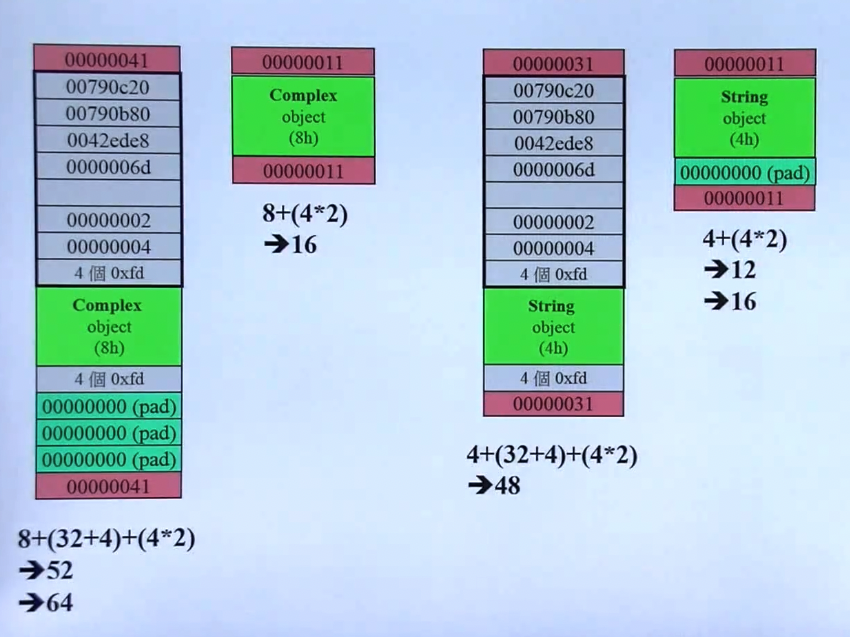 00000041
00790c20
00790b80
0042ede8
0000006d
00000002
00000004
4 個 0xfd
Complex
object
(8h)
4 個 0xfd
00000000 (pad)
00000000 (pad)
00000000 (pad)
00000041
8+(32+4)+(4*2)
➔52
➔64
00000011
Complex
object
(8h)
00000011
8+(4*2)
➔16
00000031
00790c20
00790b80
0042ede8
0000006d
00000002
00000004
4 個 0xfd
String
object
(4h)
4 個 0xfd
00000031
4+(32+4)+(4*2)
➔48
00000011
String
object
(4h)
00000000 (pad)
00000011
4+(4*2)
➔12
➔16